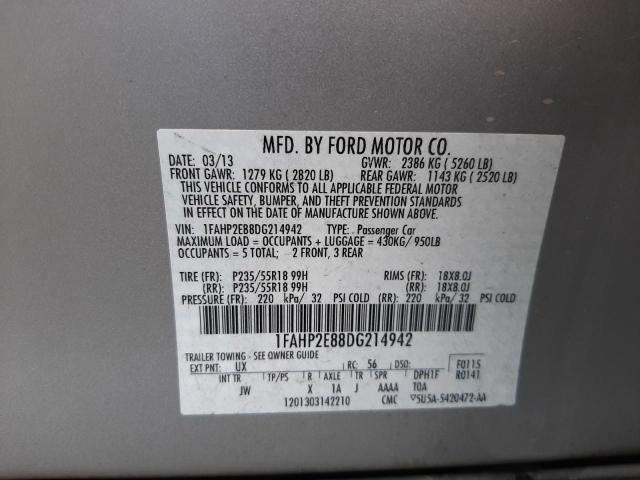 MFD. BY FORD MOTOR CO.
DATE: 03/13 GVWR: 2386 KG ( 5260 LB)
FRONT GAWR: 1279 KG ( 2820 LB) REAR GAWR: 1143 KG ( 2520 LB)
THIS VEHICLE CONFORMS TO ALL APPLICABLE FEDERAL MOTOR
VEHICLE SAFETY, BUMPER, AND THEFT PREVENTION STANDARDS
IN EFFECT ON THE DATE OF MANUFACTURE SHOWN ABOVE.
VIN: 1FAHP2E88DG214942 TYPE: Passenger Car
MAXIMUM LOAD = OCCUPANTS + LUGGAGE = 430KG/ 950LB
OCCUPANTS = 5 TOTAL; 2 FRONT, 3 REAR
TIRE (FR): P235/55R18 99H RIMS (FR): 18X8.0J
(RR): P235/55R18 99H (RR): 18X8.0J
PRESSURE (FR): 220 kPa/ 32 PSI COLD (RR): 220 kPa/ 32 PSI COLD
1FAHP2E88DG214942
TRAILER TOWING - SEE OWNER GUIDE
EXT PNT: UX RC: 56 DSO: F0115
INT TR TP/PS R AXLE TR SPR DPH1F R0141
JW X 1A J AAAA TOA
1201303142210 CMC 5U5A-5420472-AA